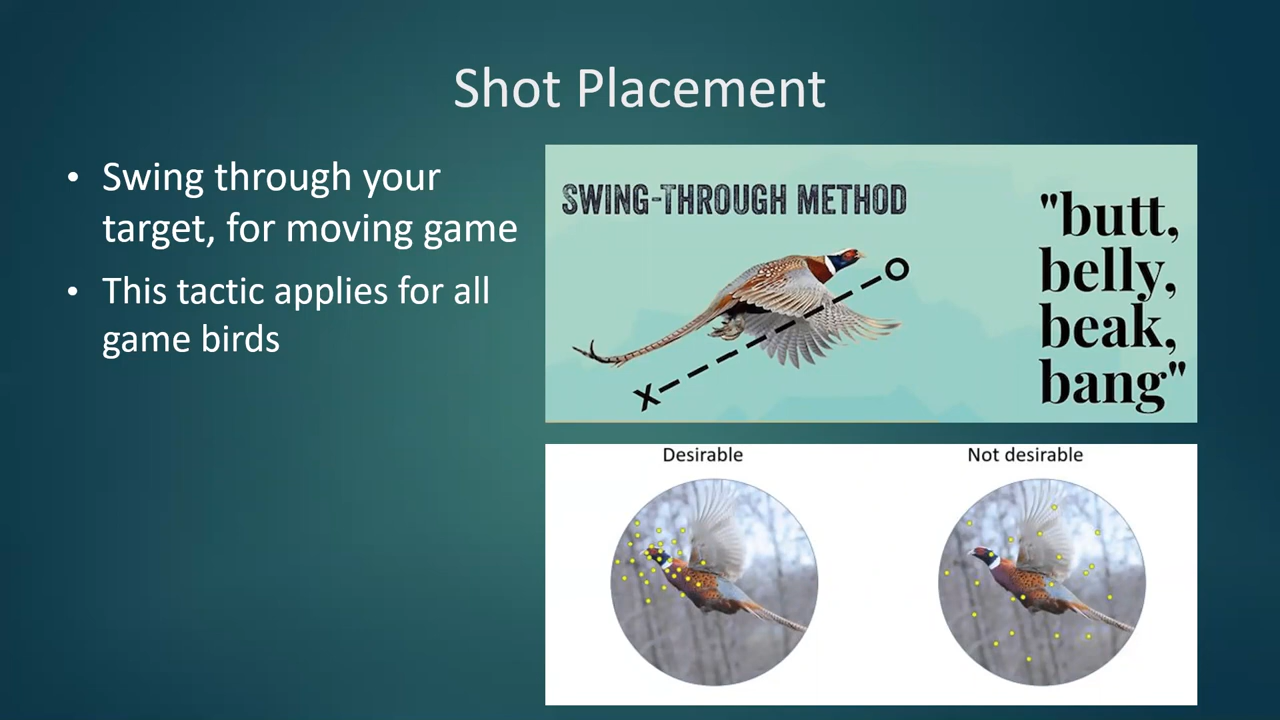 Shot Placement
• Swing through your
target, for moving game
• This tactic applies for all
game birds
SWING-THROUGH METHOD
X
O
"butt,
belly,
beak,
bang"
Desirable
Not desirable